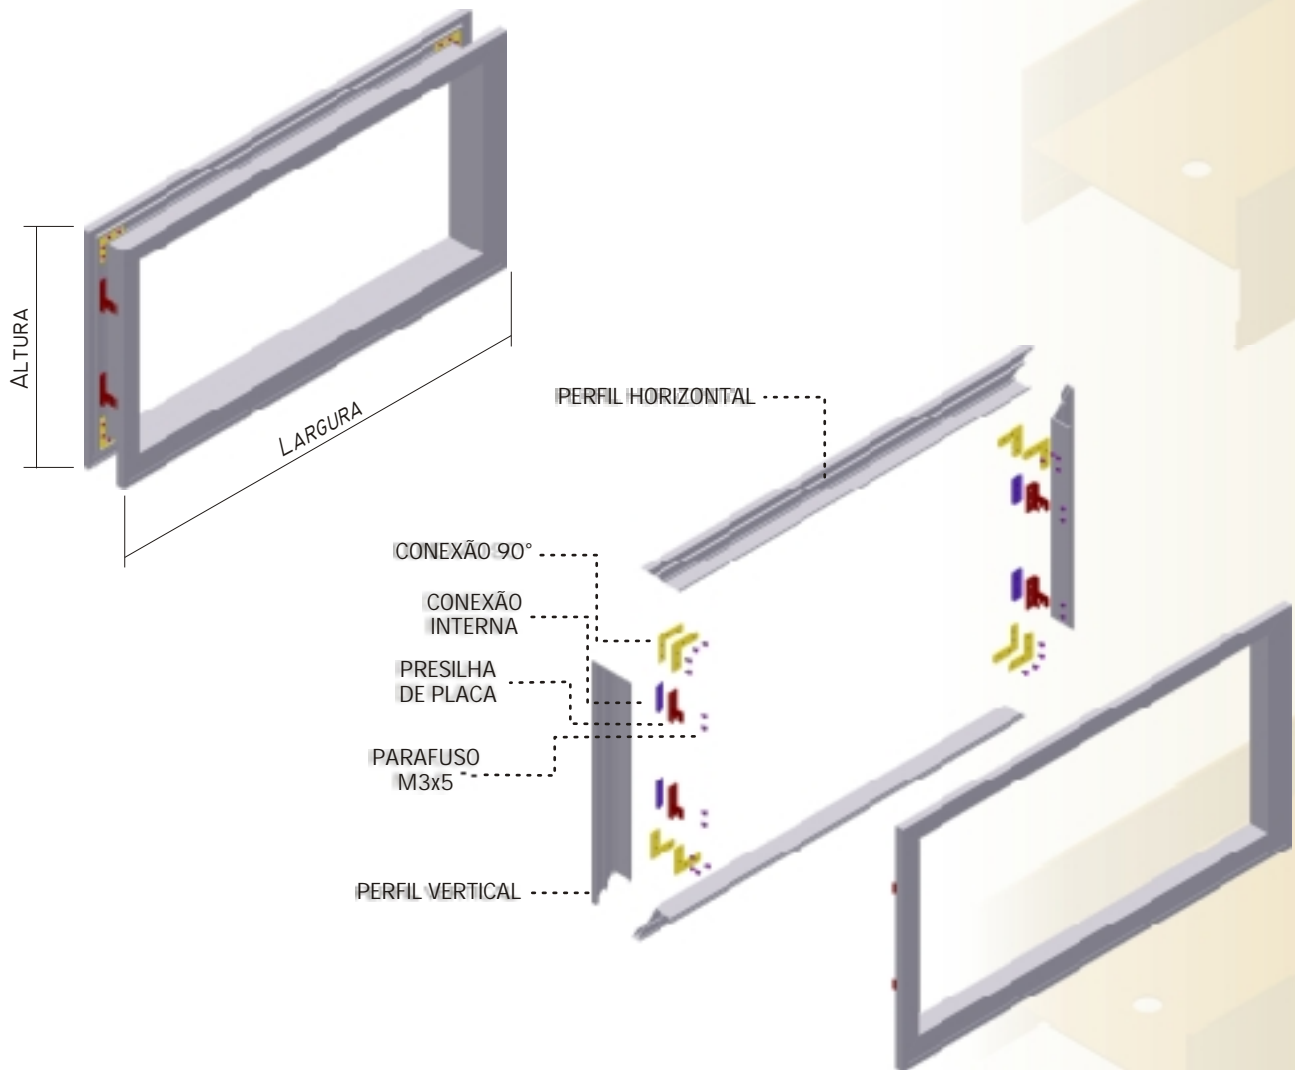 ALTURA
LARGURA
PERFIL HORIZONTAL
CONEXÃO 90°
CONEXÃO
INTERNA
PRESILHA
DE PLACA
PARAFUSO
M3x5
PERFIL VERTICAL